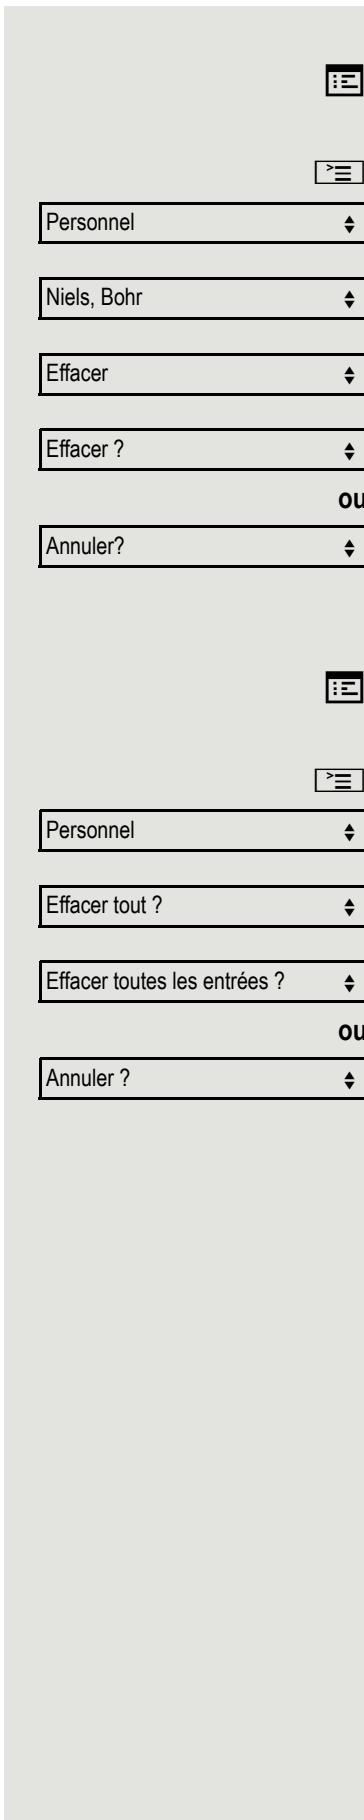 Personnel
Niels, Bohr
Effacer
Effacer ?
ou
Annuler?
Personnel
Effacer tout ?
Effacer toutes les entrées ?
ou
Annuler ?